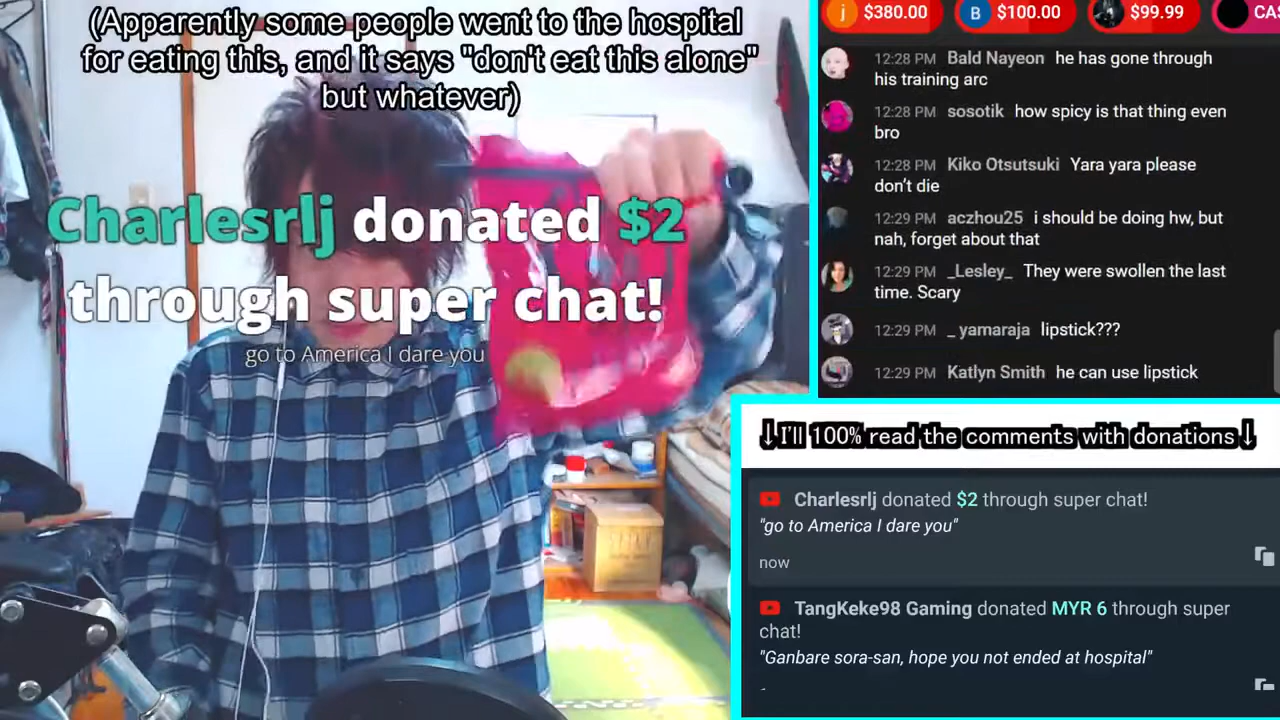 (Apparently some people went to the hospital
for eating this, and it says "don't eat this alone"
but whatever)
Charlesrlj donated $2
through super chat!
go to America I dare you
j $380.00
B $100.00
$99.99
12:28 PM Bald Nayeon he has gone through
his training arc
12:28 PM sosotik how spicy is that thing even
bro
12:28 PM Kiko Otsutsuki Yara yara please
don't die
12:29 PM aczhou25 i should be doing hw, but
nah, forget about that
12:29 PM _Lesley_ They were swollen the last
time. Scary
12:29 PM _ yamaraja lipstick???
12:29 PM Katlyn Smith he can use lipstick
↓I'll 100% read the comments with donations↓
Charlesrlj donated $2 through super chat!
"go to America I dare you"
now
TangKeke98 Gaming donated MYR 6 through super
chat!
"Ganbare sora-san, hope you not ended at hospital"